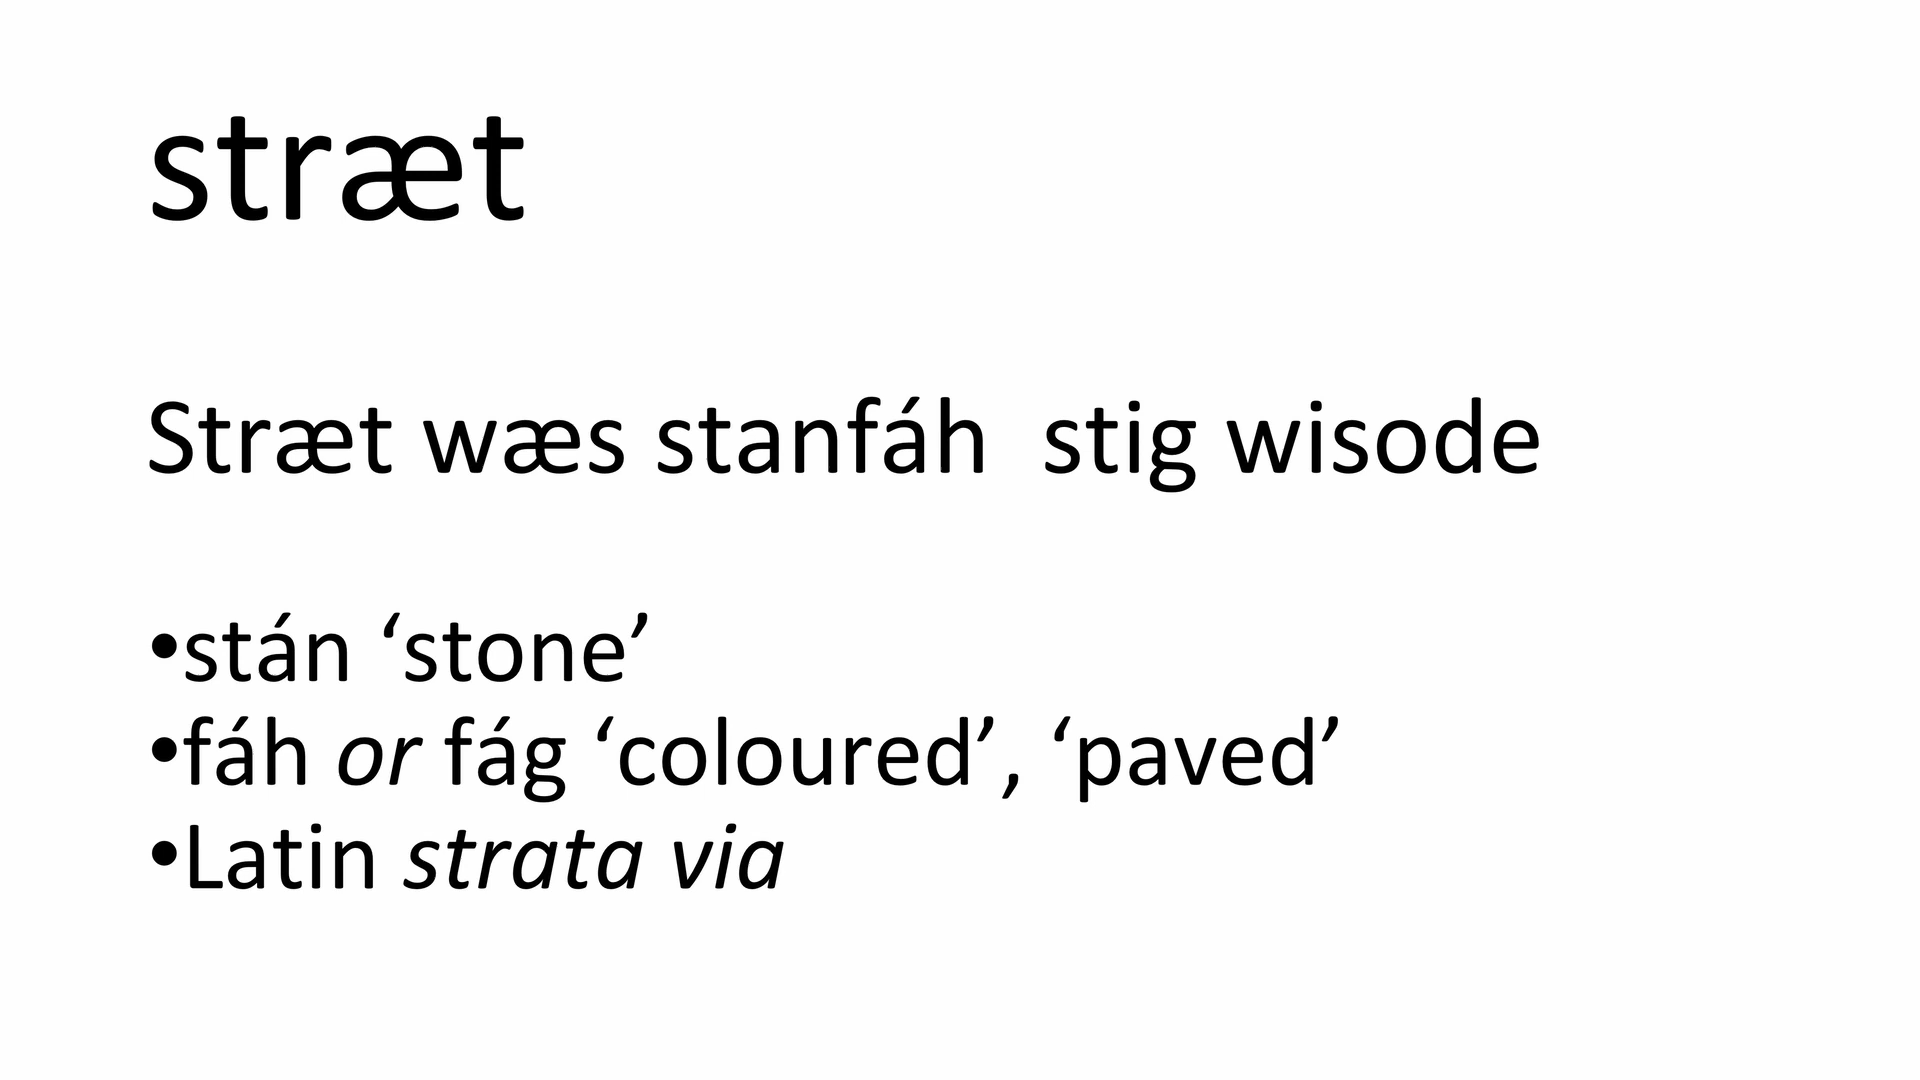 stræt
Stræt wæs stanfáh  stig wisode
•stán ‘stone’
•fáh or fág ‘coloured’, ‘paved’
•Latin strata via